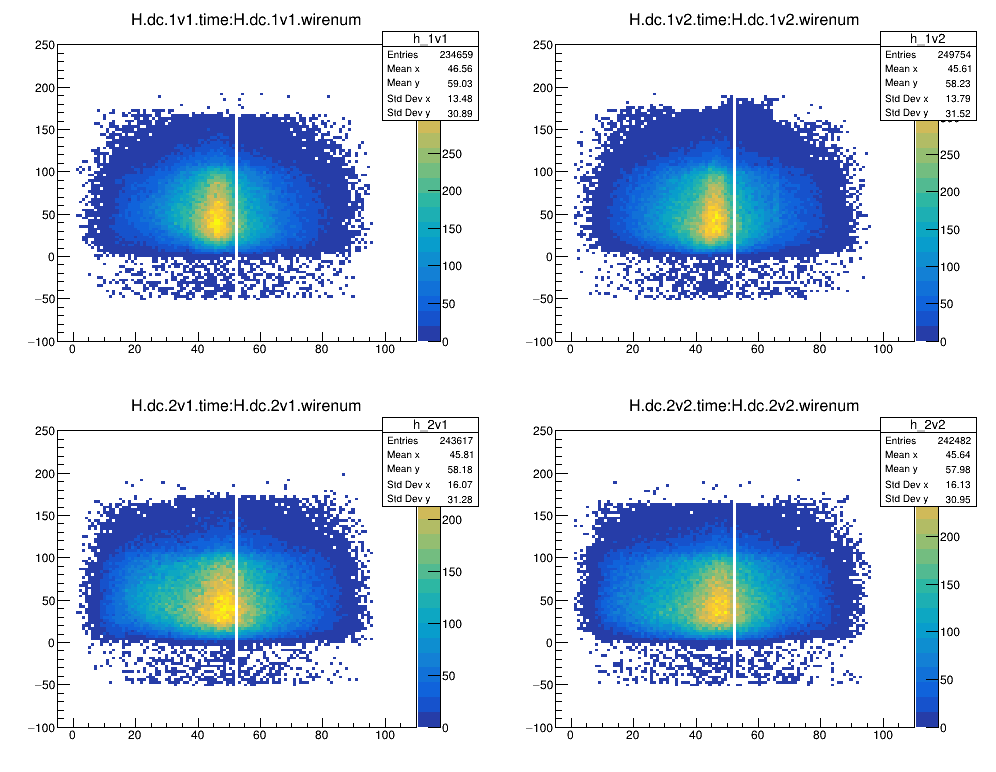 H.dc.1v1.time:H.dc.1v1.wirenum
h_1v1
Entries 234659
Mean x 46.56
Mean y 59.03
Std Dev x 13.48
Std Dev y 30.89
250
200
150
100
50
0
−50
−100
0 20 40 60 80 100
250
200
150
100
50
0
H.dc.1v2.time:H.dc.1v2.wirenum
h_1v2
Entries 249754
Mean x 45.61
Mean y 58.23
Std Dev x 13.79
Std Dev y 31.52
250
200
150
100
50
0
−50
−100
0 20 40 60 80 100
250
200
150
100
50
0
H.dc.2v1.time:H.dc.2v1.wirenum
h_2v1
Entries 243617
Mean x 45.81
Mean y 58.18
Std Dev x 16.07
Std Dev y 31.28
250
200
150
100
50
0
−50
−100
0 20 40 60 80 100
200
150
100
50
0
H.dc.2v2.time:H.dc.2v2.wirenum
h_2v2
Entries 242482
Mean x 45.64
Mean y 57.98
Std Dev x 16.13
Std Dev y 30.95
250
200
150
100
50
0
−50
−100
0 20 40 60 80 100
200
150
100
50
0